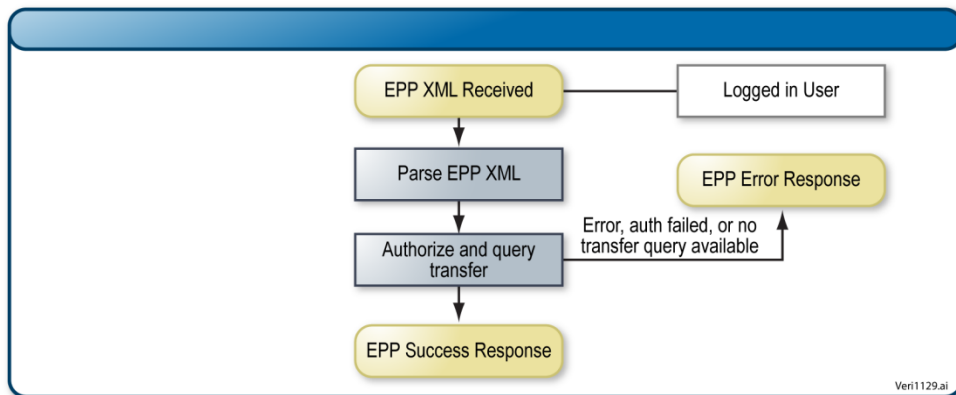 EPP XML Received
Logged in User
Parse EPP XML
EPP Error Response
Error, auth failed, or no
transfer query available
Authorize and query
transfer
EPP Success Response
Veri1129.ai